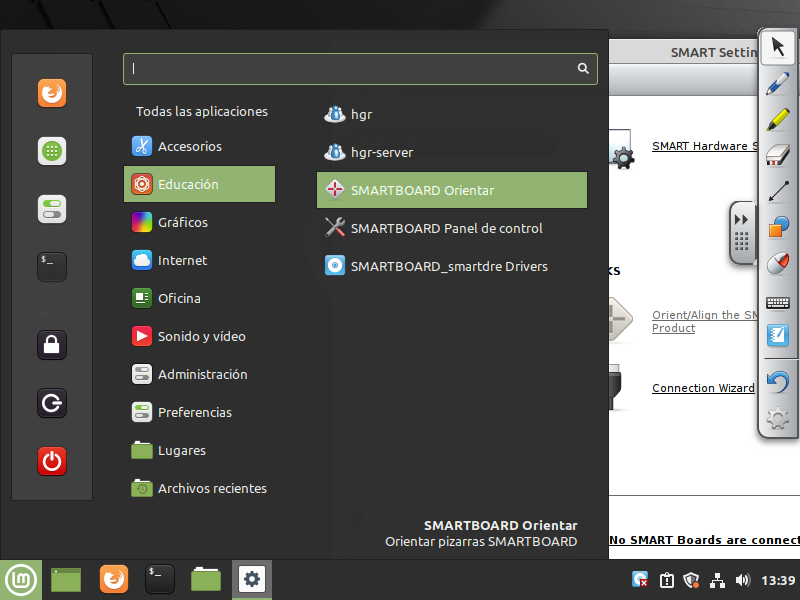 SMART Settin
Todas las aplicaciones
Accesorios
Educación
Gráficos
Internet
Oficina
Sonido y vídeo
Administración
Preferencias
Lugares
Archivos recientes
hgr
hgr-server
SMARTBOARD Orientar
SMARTBOARD Panel de control
SMARTBOARD_smartdre Drivers
SMARTBOARD Orientar
Orientar pizarras SMARTBOARD
SMART Hardware S
KS
Orient/Align the SM
Product
Connection Wizard
No SMART Boards are connect
13:39